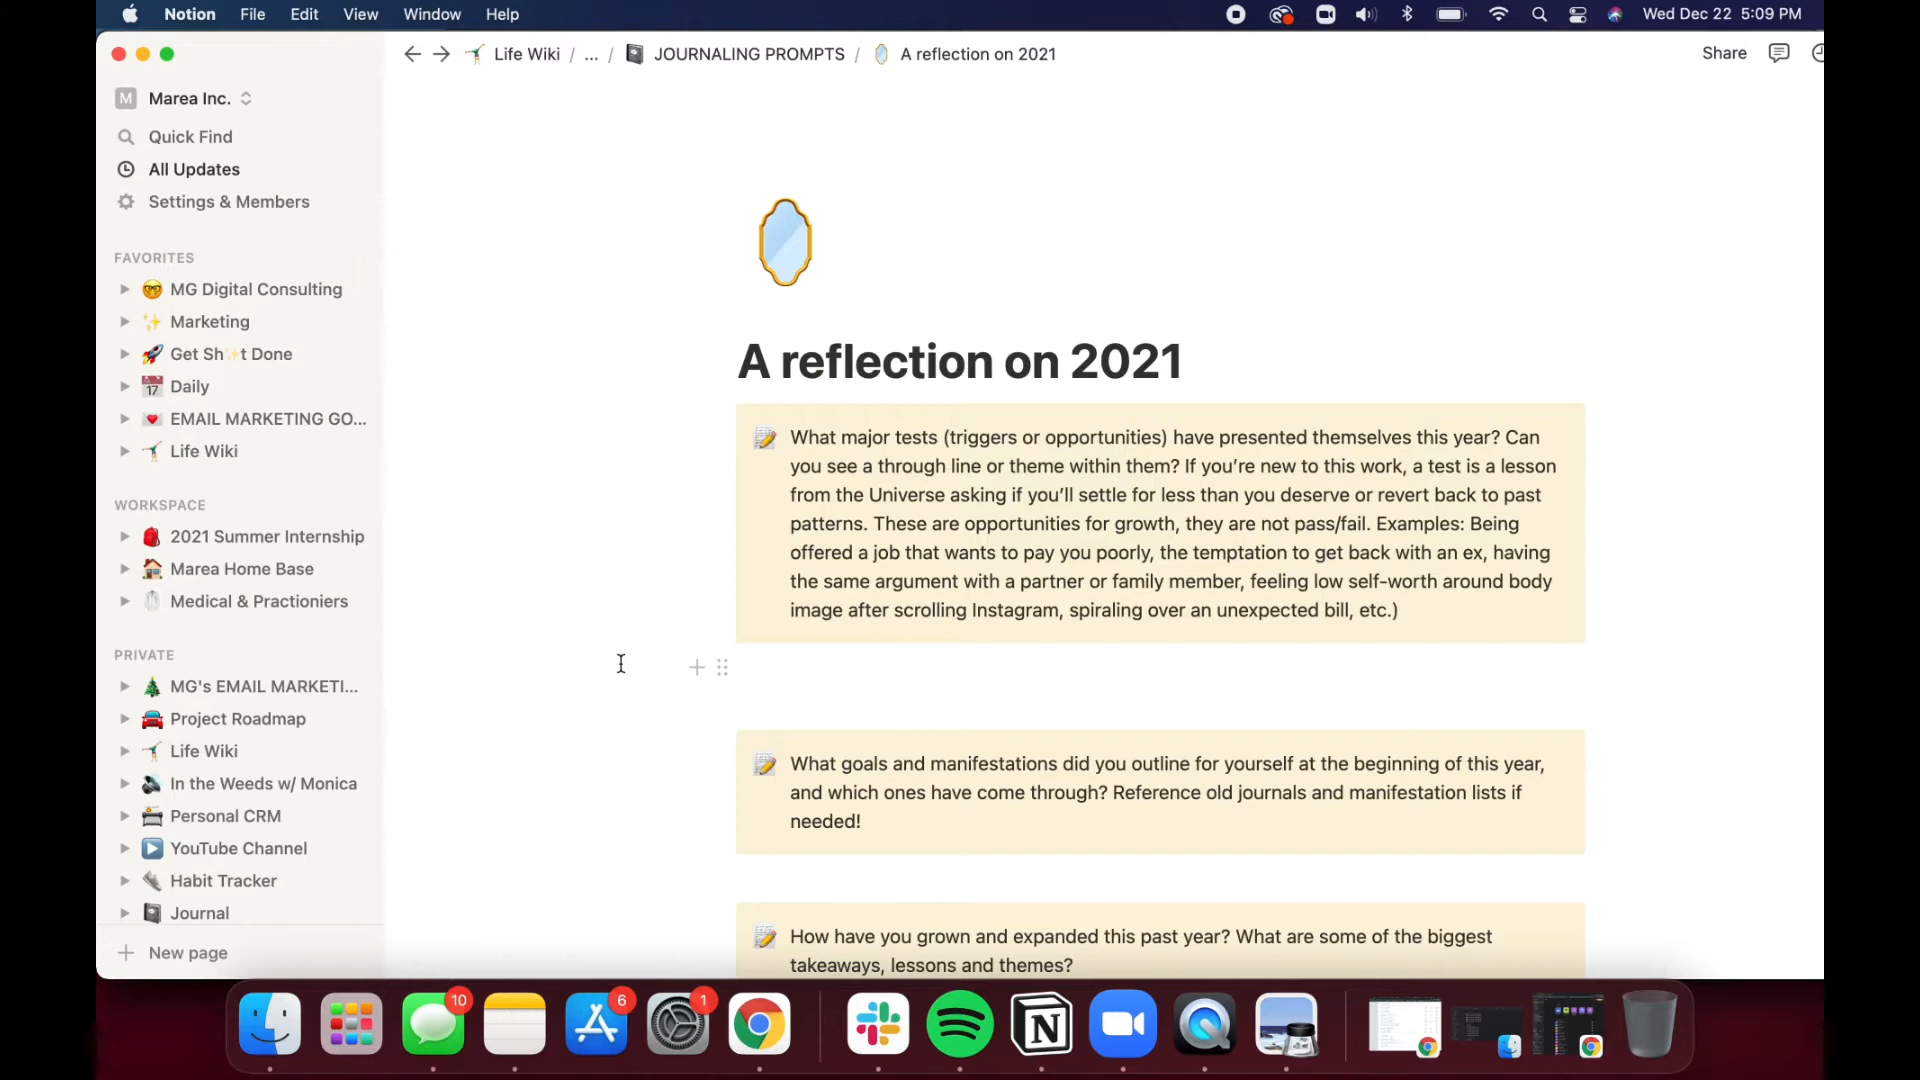 Notion File Edit View Window Help Wed Dec 22 5:09 PM
Life Wiki / ... / JOURNALING PROMPTS / A reflection on 2021 Share
M Marea Inc.
Quick Find
All Updates
Settings & Members
FAVORITES
MG Digital Consulting
Marketing
Get Sh✨t Done
17 Daily
EMAIL MARKETING GO...
Life Wiki
WORKSPACE
2021 Summer Internship
Marea Home Base
Medical & Practioniers
PRIVATE
MG's EMAIL MARKETI...
Project Roadmap
Life Wiki
In the Weeds w/ Monica
Personal CRM
YouTube Channel
Habit Tracker
Journal
New page
A reflection on 2021
What major tests (triggers or opportunities) have presented themselves this year? Can
you see a through line or theme within them? If you're new to this work, a test is a lesson
from the Universe asking if you'll settle for less than you deserve or revert back to past
patterns. These are opportunities for growth, they are not pass/fail. Examples: Being
offered a job that wants to pay you poorly, the temptation to get back with an ex, having
the same argument with a partner or family member, feeling low self-worth around body
image after scrolling Instagram, spiraling over an unexpected bill, etc.)
What goals and manifestations did you outline for yourself at the beginning of this year,
and which ones have come through? Reference old journals and manifestation lists if
needed!
How have you grown and expanded this past year? What are some of the biggest
takeaways, lessons and themes?
10 6 1
N